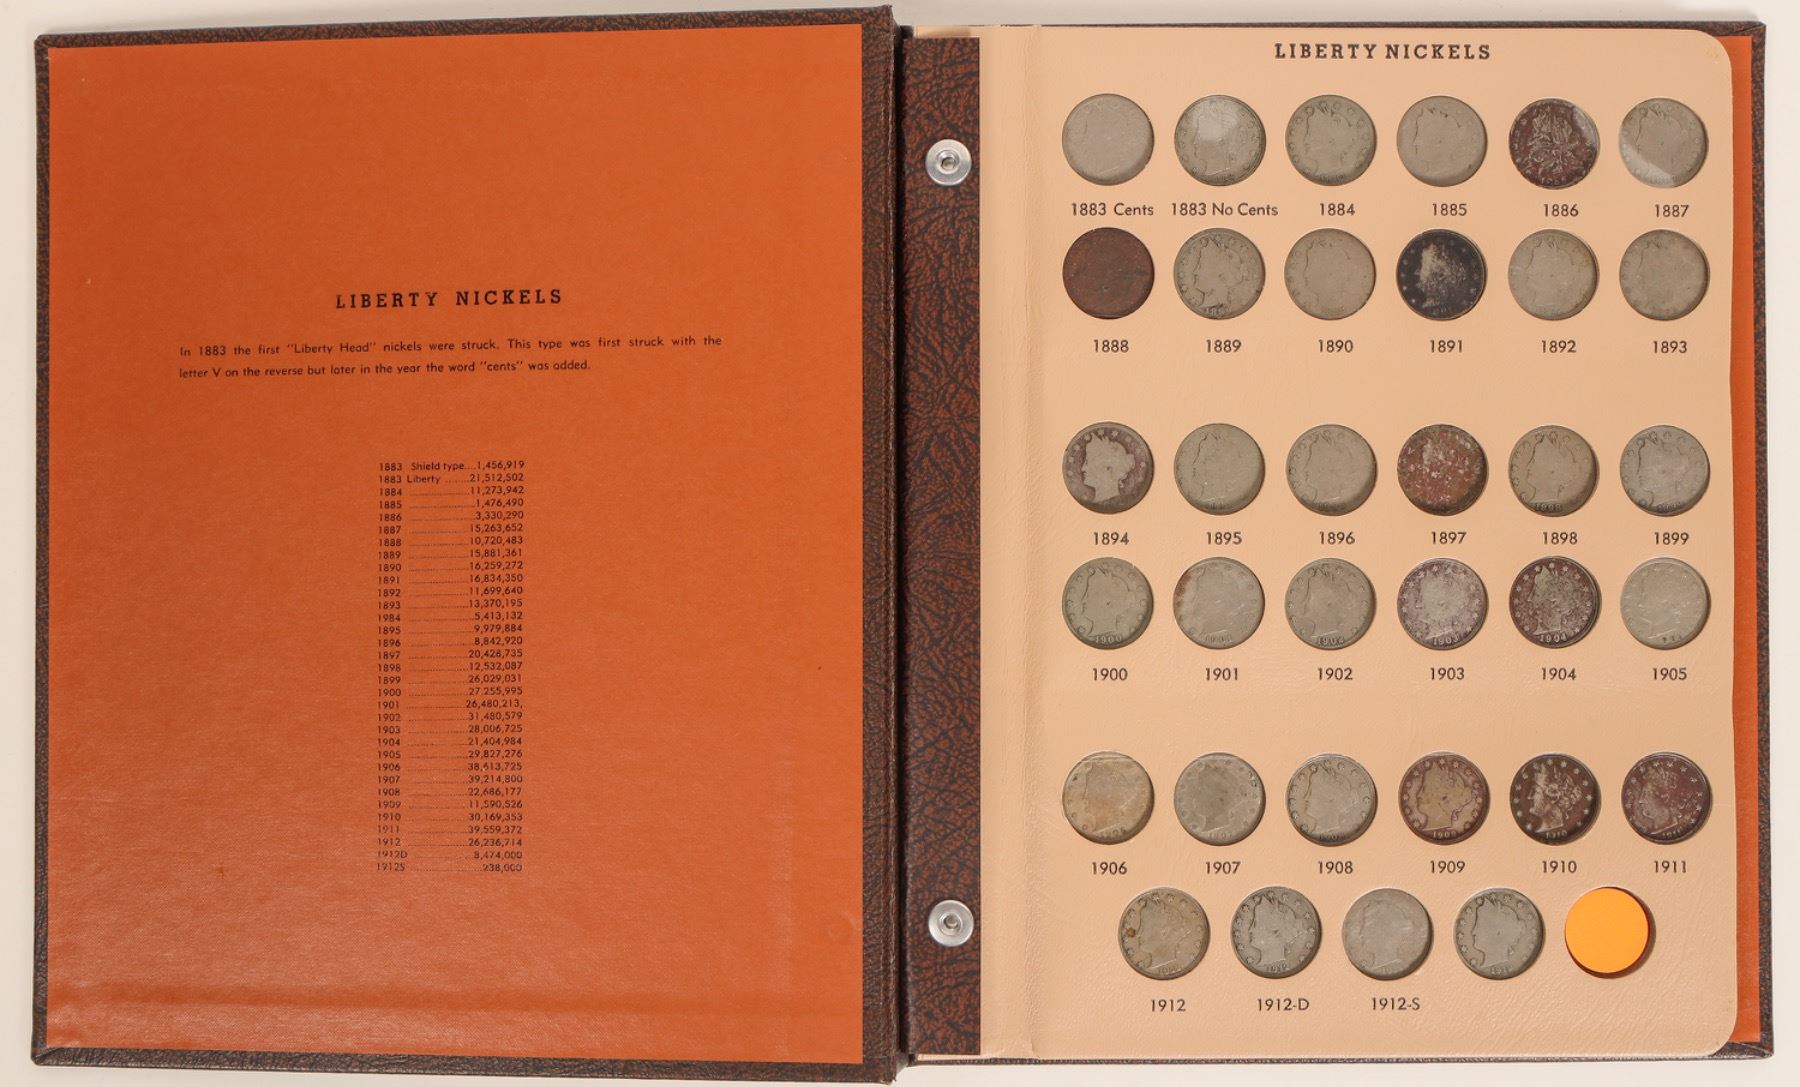 LIBERTY NICKELS
In 1883 the first "Liberty Head" nickels were struck. This type was first struck with the
letter V on the reverse but later in the year the word "cents" was added.
1883 Shield type....1,456,919
1883 Liberty ........21,512,502
1884 ....................11,273,942
1885 ......................1,476,490
1886 ......................3,330,290
1887 ....................15,263,652
1888 ....................10,720,483
1889 ....................15,881,361
1890 ....................16,259,272
1891 ....................16,834,350
1892 ....................11,699,640
1893 ....................13,370,195
1984 ......................5,413,132
1895 ......................9,979,884
1896 ......................8,842,920
1897 ....................20,428,735
1898 ....................12,532,087
1899 ....................26,029,031
1900 ....................27,255,995
1901 ....................26,480,213,
1902 ....................31,480,579
1903 ....................28,006,725
1904 ....................21,404,984
1905 ....................29,827,276
1906 ....................38,613,725
1907 ....................39,214,800
1908 ....................22,686,177
1909 ....................11,590,526
1910 ....................30,169,353
1911 ....................39,559,372
1912 ....................26,236,714
1912D ....................8,474,000
1912S ......................238,000
LIBERTY NICKELS
1883 Cents 1883 No Cents 1884 1885 1886 1887
1888 1889 1890 1891 1892 1893
1894 1895 1896 1897 1898 1899
1900 1902 1903 1904
1900 1901 1902 1903 1904 1905
1909 1910
1906 1907 1908 1909 1910 1911
1912
1912 1912-D 1912-S